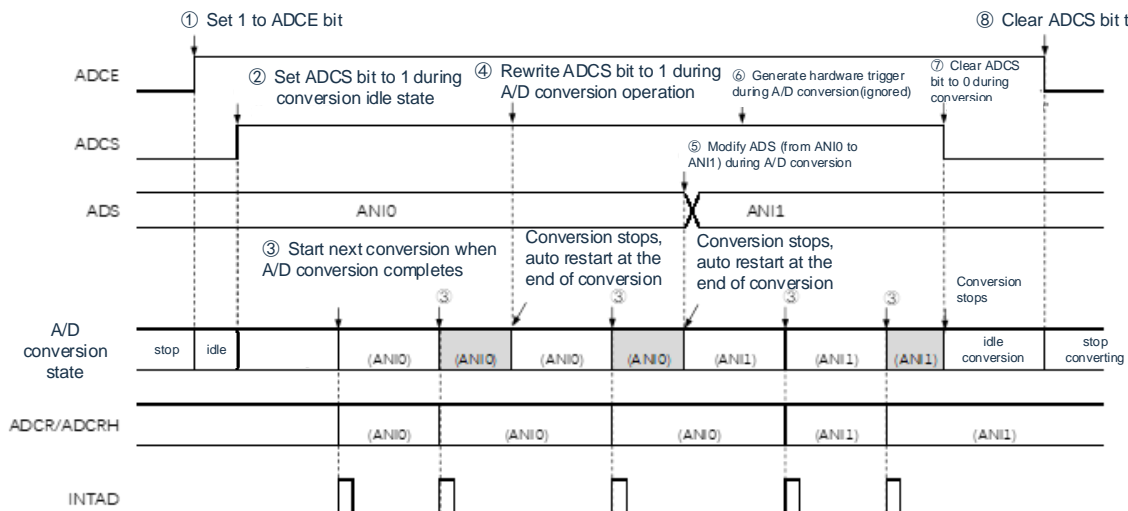 ① Set 1 to ADCE bit
⑧ Clear ADCS bit t
ADCE
② Set ADCS bit to 1 during
conversion idle state
④ Rewrite ADCS bit to 1 during
A/D conversion operation
⑥ Generate hardware trigger
during A/D conversion(ignored)
⑦ Clear ADCS
bit to 0 during
conversion
ADCS
⑤ Modify ADS (from ANI0 to
ANI1) during A/D conversion
ADS
ANI0
ANI1
③ Start next conversion when
A/D conversion completes
Conversion stops,
auto restart at the
end of conversion
Conversion stops,
auto restart at the
end of conversion
③
③
③
③
Conversion
stops
A/D
conversion
state
stop
idle
(ANI0)
(ANI0)
(ANI0)
(ANI0)
(ANI1)
(ANI1)
(ANI1)
idle
conversion
stop
converting
ADCR/ADCRH
(ANI0)
(ANI0)
(ANI0)
(ANI1)
(ANI1)
INTAD